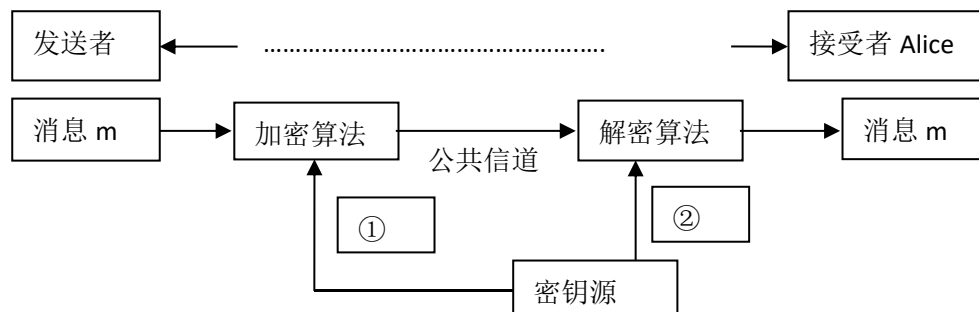 发送者 ………………………………………………. 接受者 Alice
消息 m 加密算法 解密算法 消息 m
公共信道
① ②
密钥源